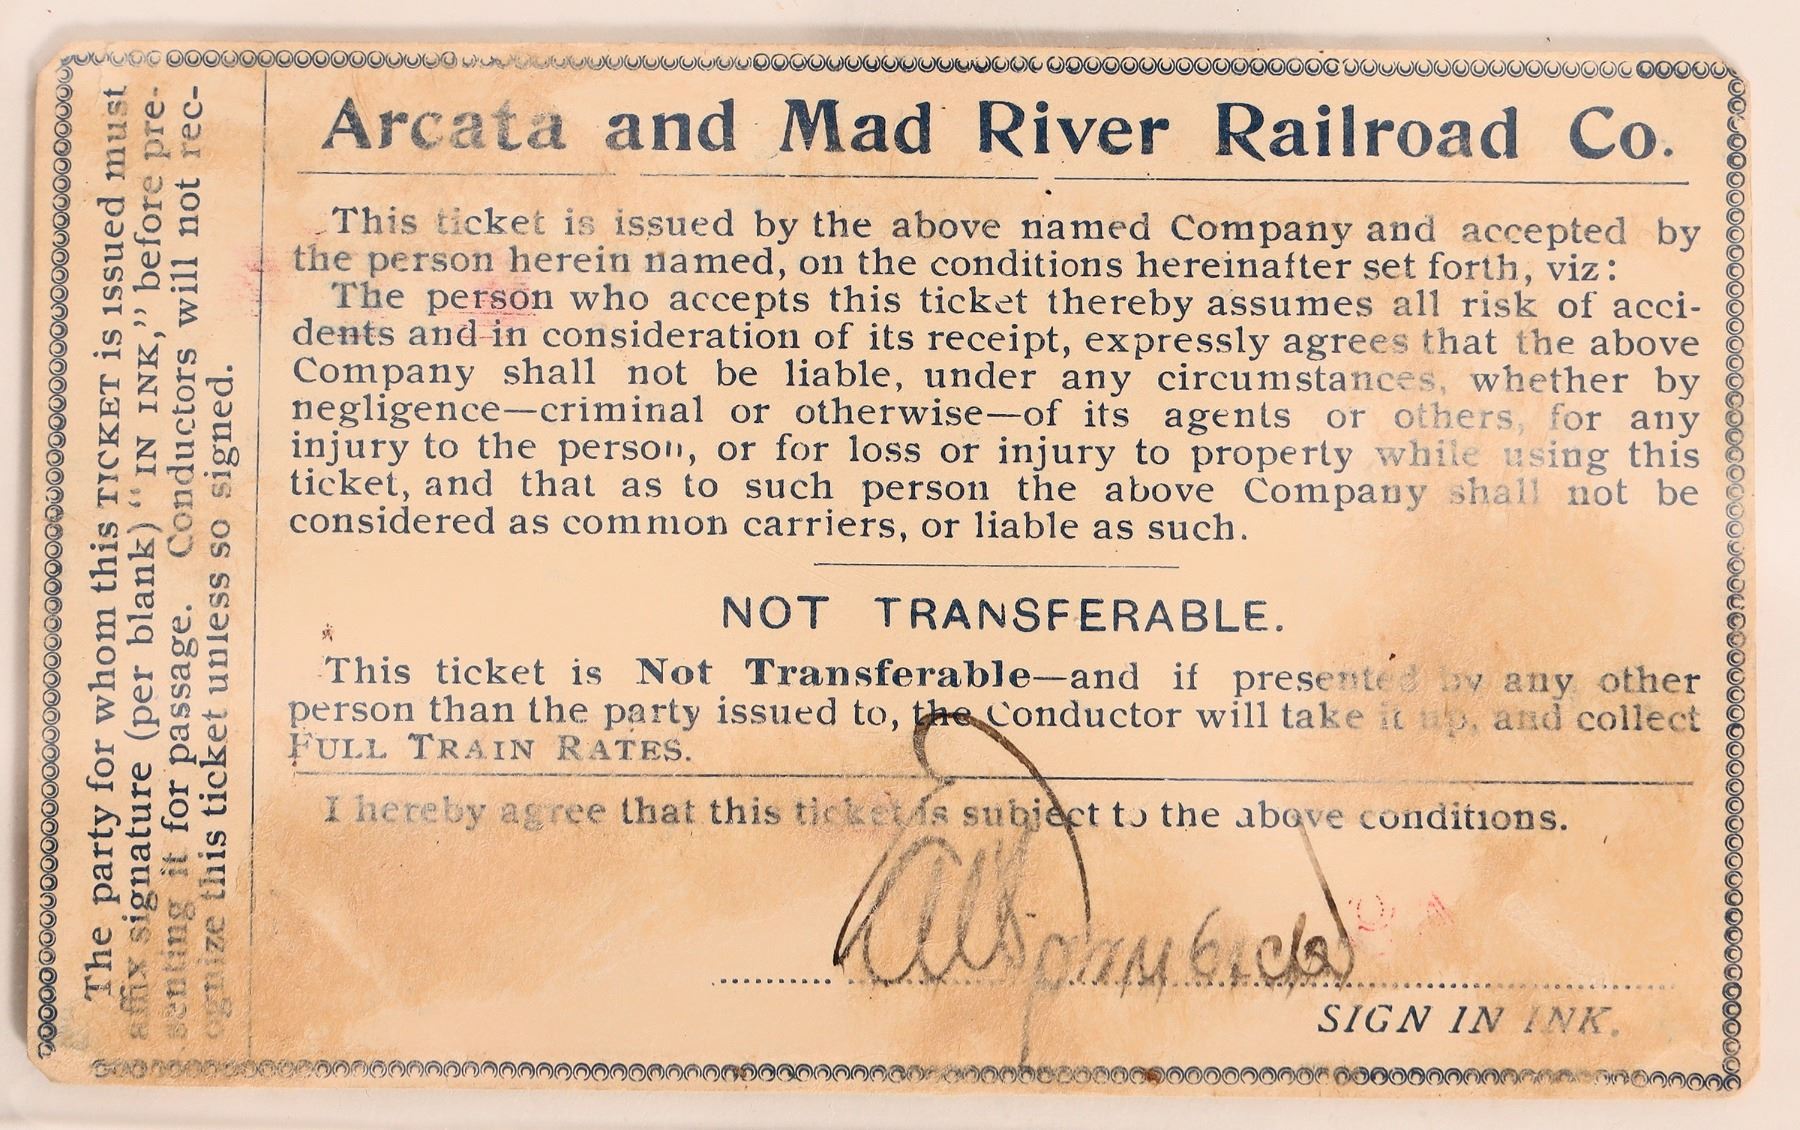 Arcata and Mad River Railroad Co.
This ticket is issued by the above named Company and accepted by
the person herein named, on the conditions hereinafter set forth, viz:
The person who accepts this ticket thereby assumes all risk of acci-
dents and in consideration of its receipt, expressly agrees that the above
Company shall not be liable, under any circumstances, whether by
negligence—criminal or otherwise—of its agents or others, for any
injury to the person, or for loss or injury to property while using this
ticket, and that as to such person the above Company shall not be
considered as common carriers, or liable as such.
NOT TRANSFERABLE.
This ticket is Not Transferable—and if presented by any other
person than the party issued to, the Conductor will take it up, and collect
FULL TRAIN RATES.
I hereby agree that this ticket is subject to the above conditions.
SIGN IN INK.
The party for whom this TICKET is issued must
affix signature (per blank) “IN INK,” before pre-
senting it for passage. Conductors will not rec-
ognize this ticket unless so signed.